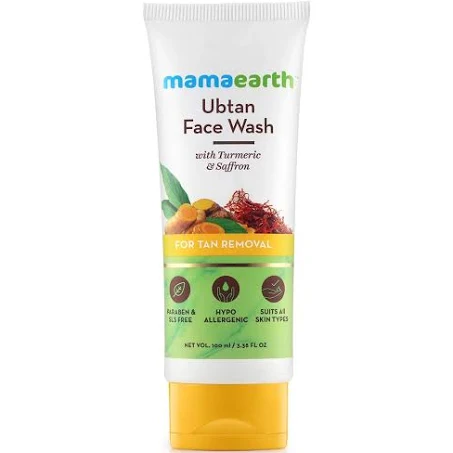 mamaearth
Ubtan
Face Wash
with Turmeric
& Saffron
FOR TAN REMOVAL
PARABEN &
SLS FREE
HYPO
ALLERGENIC
SUITS All
SKIN TYPES
NET VOL. 100 ml / 3.38 FL OZ